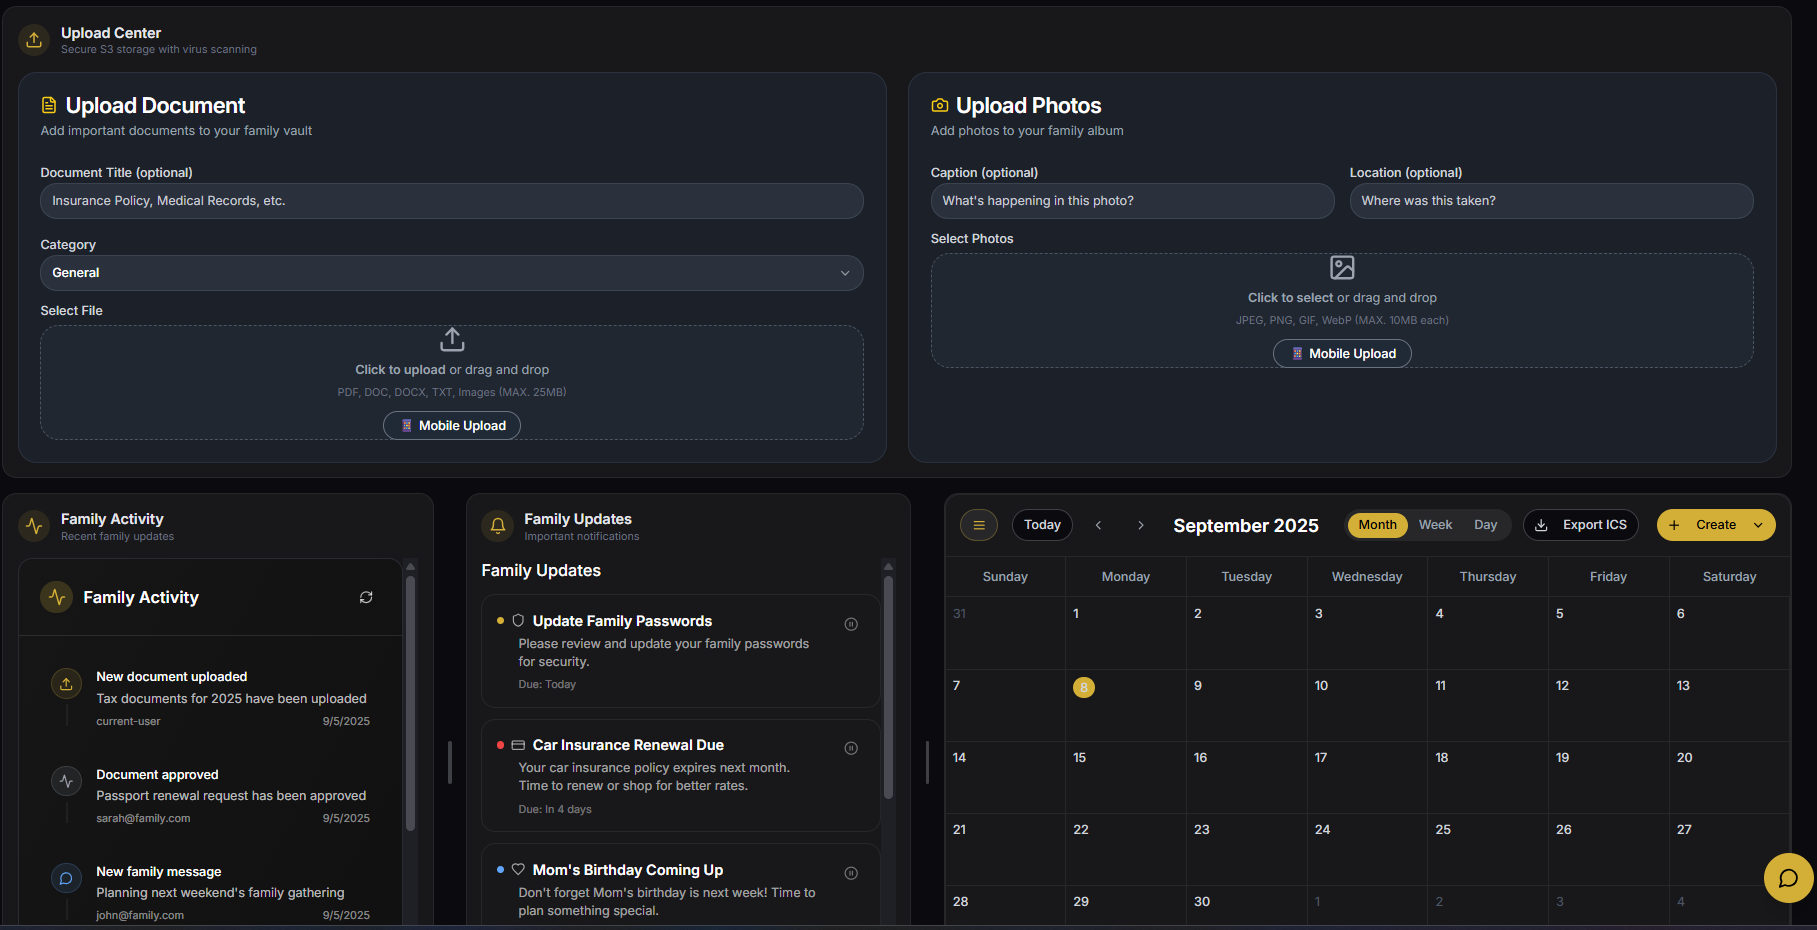 Upload Center
Secure S3 storage with virus scanning
Upload Document
Add important documents to your family vault
Document Title (optional)
Insurance Policy, Medical Records, etc.
Category
General
Select File
Click to upload or drag and drop
PDF, DOC, DOCX, TXT, Images (MAX. 25MB)
Mobile Upload
Upload Photos
Add photos to your family album
Caption (optional)
What's happening in this photo?
Location (optional)
Where was this taken?
Select Photos
Click to select or drag and drop
JPEG, PNG, GIF, WebP (MAX. 10MB each)
Mobile Upload
Family Activity
Recent family updates
Family Activity
New document uploaded
Tax documents for 2025 have been uploaded
current-user 9/5/2025
Document approved
Passport renewal request has been approved
sarah@family.com 9/5/2025
New family message
Planning next weekend's family gathering
john@family.com 9/5/2025
Family Updates
Important notifications
Family Updates
Update Family Passwords
Please review and update your family passwords
for security.
Due: Today
Car Insurance Renewal Due
Your car insurance policy expires next month.
Time to renew or shop for better rates.
Due: In 4 days
Mom's Birthday Coming Up
Don't forget Mom's birthday is next week! Time to
plan something special.
Today September 2025 Month Week Day Export ICS Create
Sunday Monday Tuesday Wednesday Thursday Friday Saturday
31 1 2 3 4 5 6
7 8 9 10 11 12 13
14 15 16 17 18 19 20
21 22 23 24 25 26 27
28 29 30 1 2 3 4